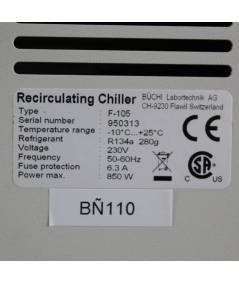 Recirculating Chiller BÜCHI Labortechnik AG
CH-9230 Flawil Switzerland
Type - F-105
Serial number - 950313
Temperature range - -10°C...+25°C
Refrigerant - R134a 280g
Voltage - 230V
Frequency - 50-60Hz
Fuse protection - 6.3 A
Power max. - 850 W
CE
C SA ® US
BÑ110